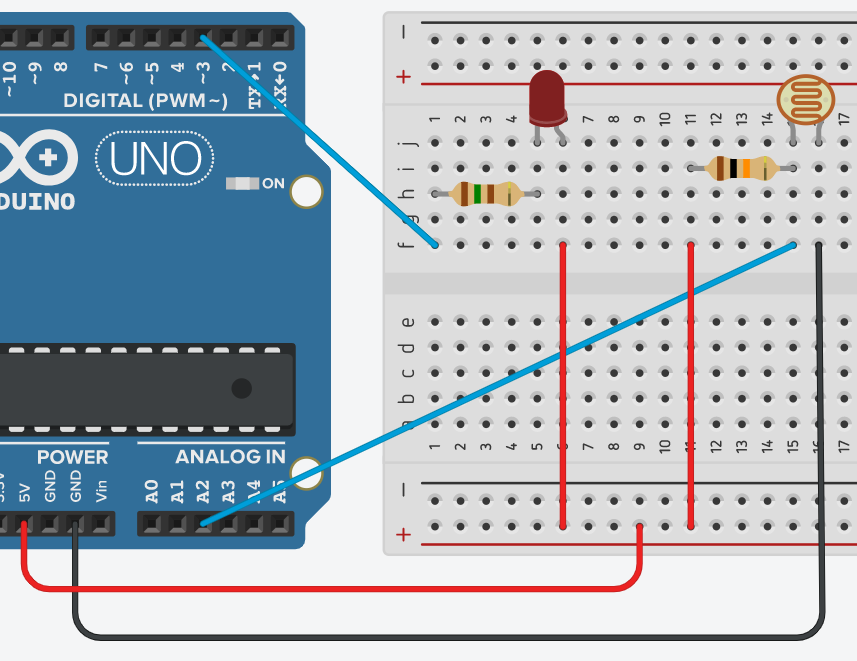 ~10 ~9 8 7 ~6 ~5 4 ~3 2 TX→1 RX←0
DIGITAL (PWM ~)
UNO
DUINO
ON
POWER
ANALOG IN
5V GND GND Vin
A0 A1 A2 A3 A4 A5
−
+
1 2 3 4 5 6 7 8 9 10 11 12 13 14 15 16 17
j
i
h
g
f
e
d
c
b
a
1 2 3 4 5 6 7 8 9 10 11 12 13 14 15 16 17
−
+